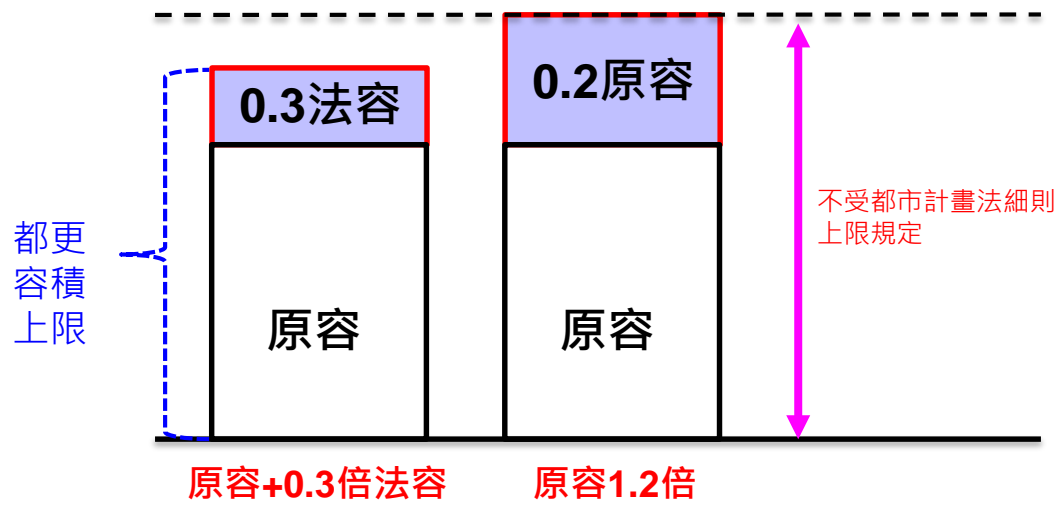 0.3法容
0.2原容
都更
容積
上限
原容
原容
不受都市計畫法細則
上限規定
原容+0.3倍法容
原容1.2倍